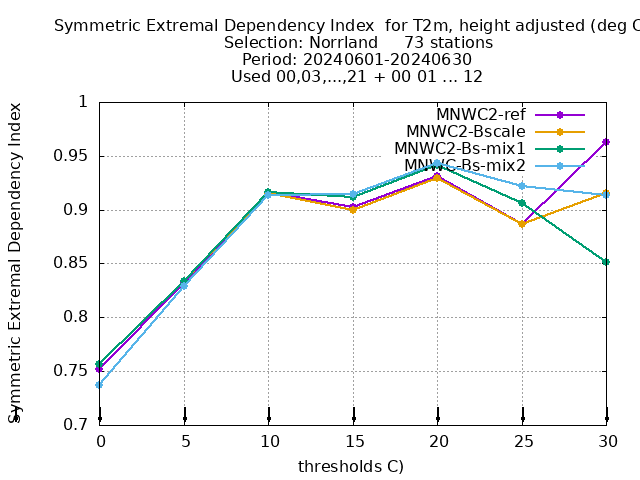 Symmetric Extremal Dependency Index for T2m, height adjusted (deg C
Selection: Norrland 73 stations
Period: 20240601-20240630
Used 00,03,...,21 + 00 01 ... 12
Symmetric Extremal Dependency Index
1
0.95
0.9
0.85
0.8
0.75
0.7
MNWC2-ref
MNWC2-Bscale
MNWC2-Bs-mix1
MNWC-Bs-mix2
0 5 10 15 20 25 30
thresholds C)